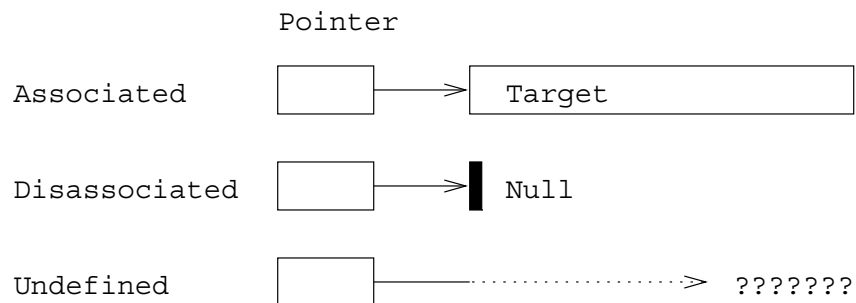 Pointer
Associated Target
Disassociated Null
Undefined ???????